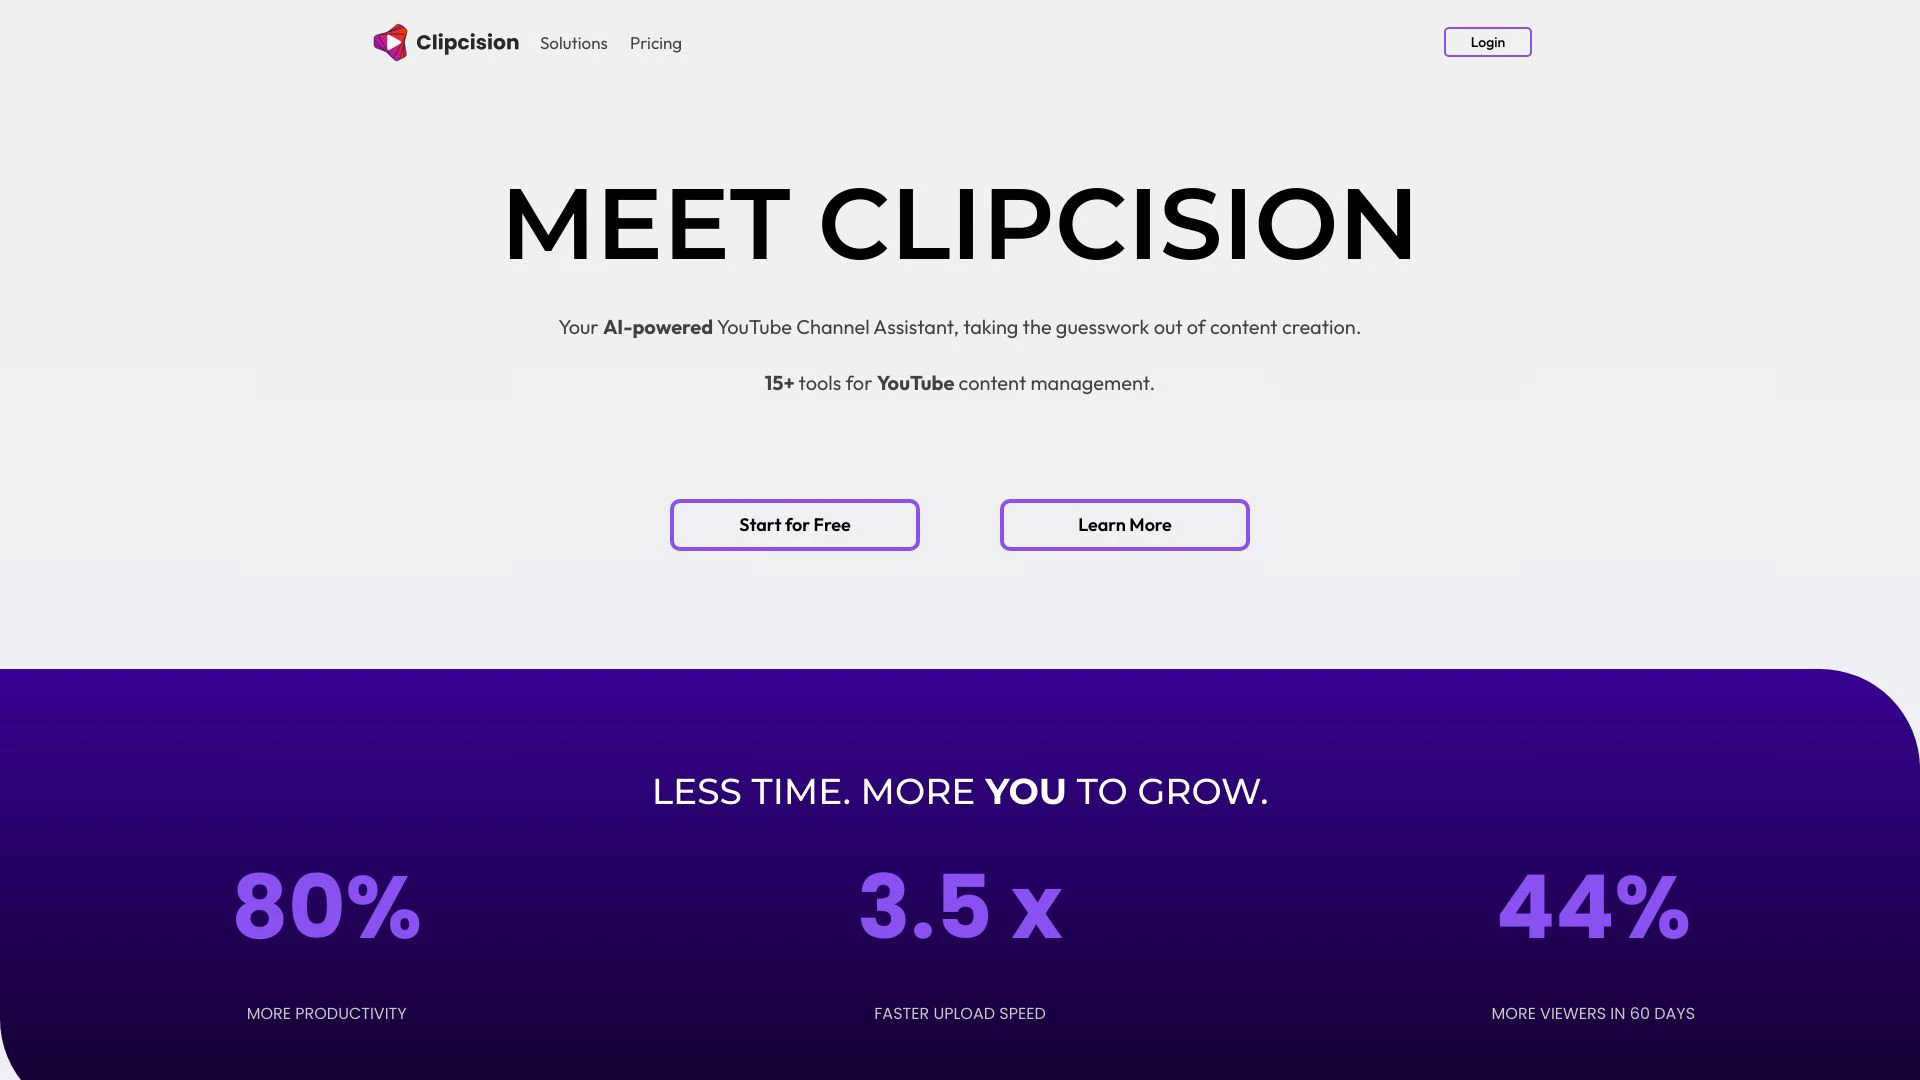 Clipcision Solutions Pricing Login
MEET CLIPCISION
Your AI-powered YouTube Channel Assistant, taking the guesswork out of content creation.
15+ tools for YouTube content management.
Start for Free Learn More
LESS TIME. MORE YOU TO GROW.
80% 3.5 x 44%
MORE PRODUCTIVITY FASTER UPLOAD SPEED MORE VIEWERS IN 60 DAYS